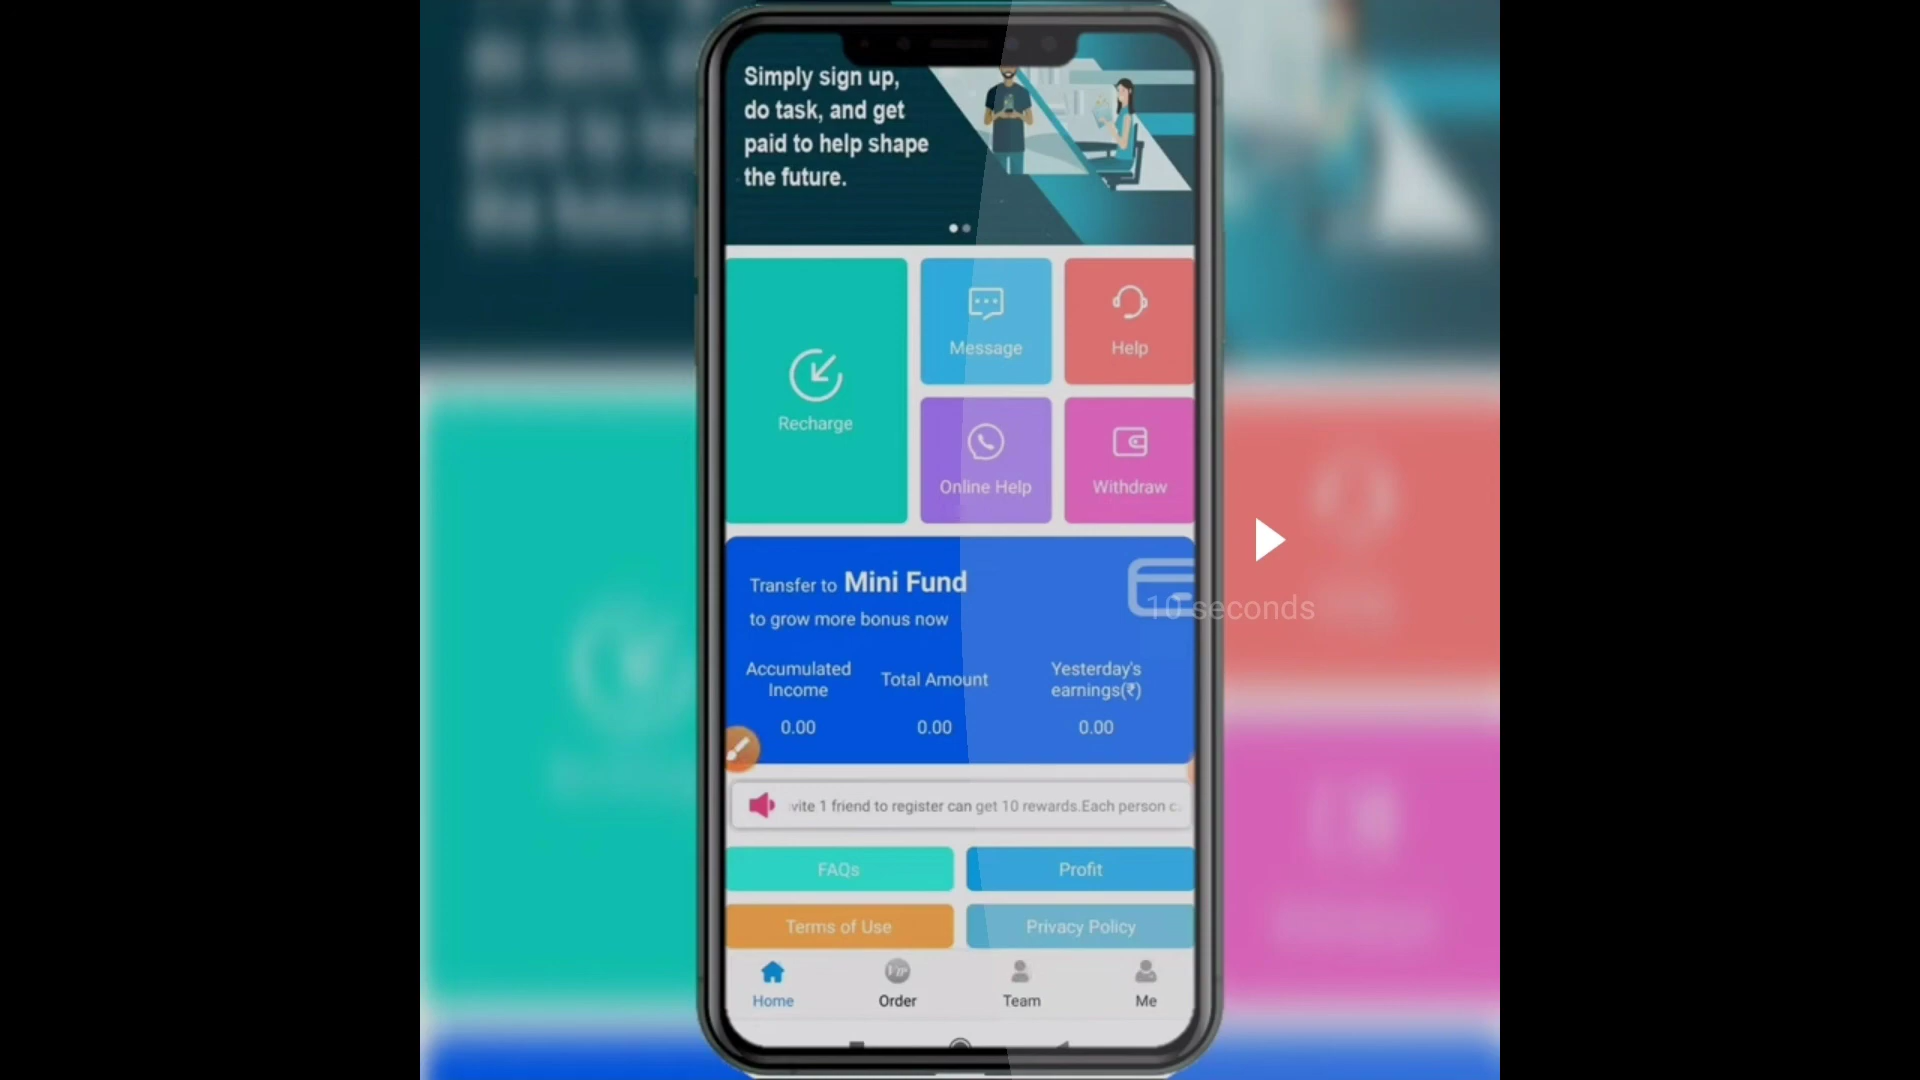 Simply sign up,
do task, and get
paid to help shape
the future.
Message
Help
Recharge
Online Help
Withdraw
Transfer to Mini Fund
to grow more bonus now
10 seconds
Accumulated
Income
Total Amount
Yesterday's
earnings(₹)
0.00
0.00
0.00
vite 1 friend to register can get 10 rewards.Each person
FAQs
Profit
Terms of Use
Privacy Policy
VIP
Home
Order
Team
Me